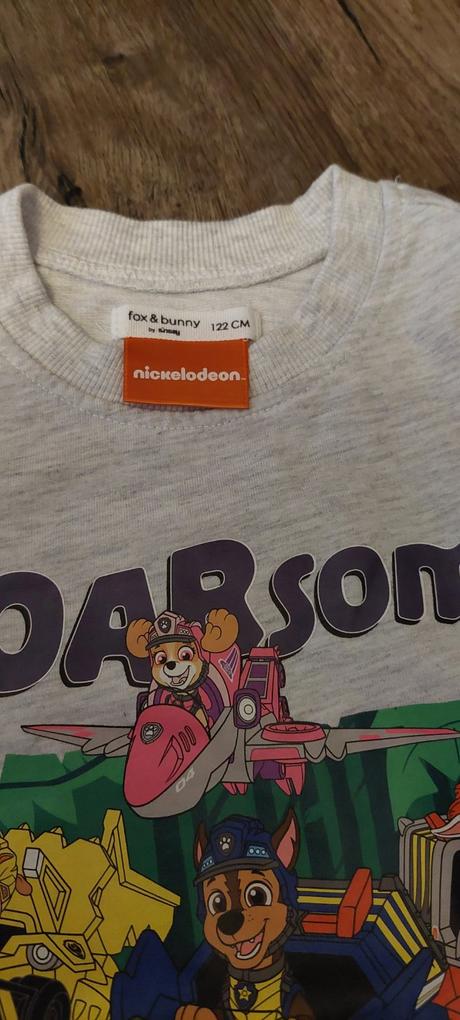 fox & bunny 122 CM
by sinsay
nickelodeon
OARsom
04